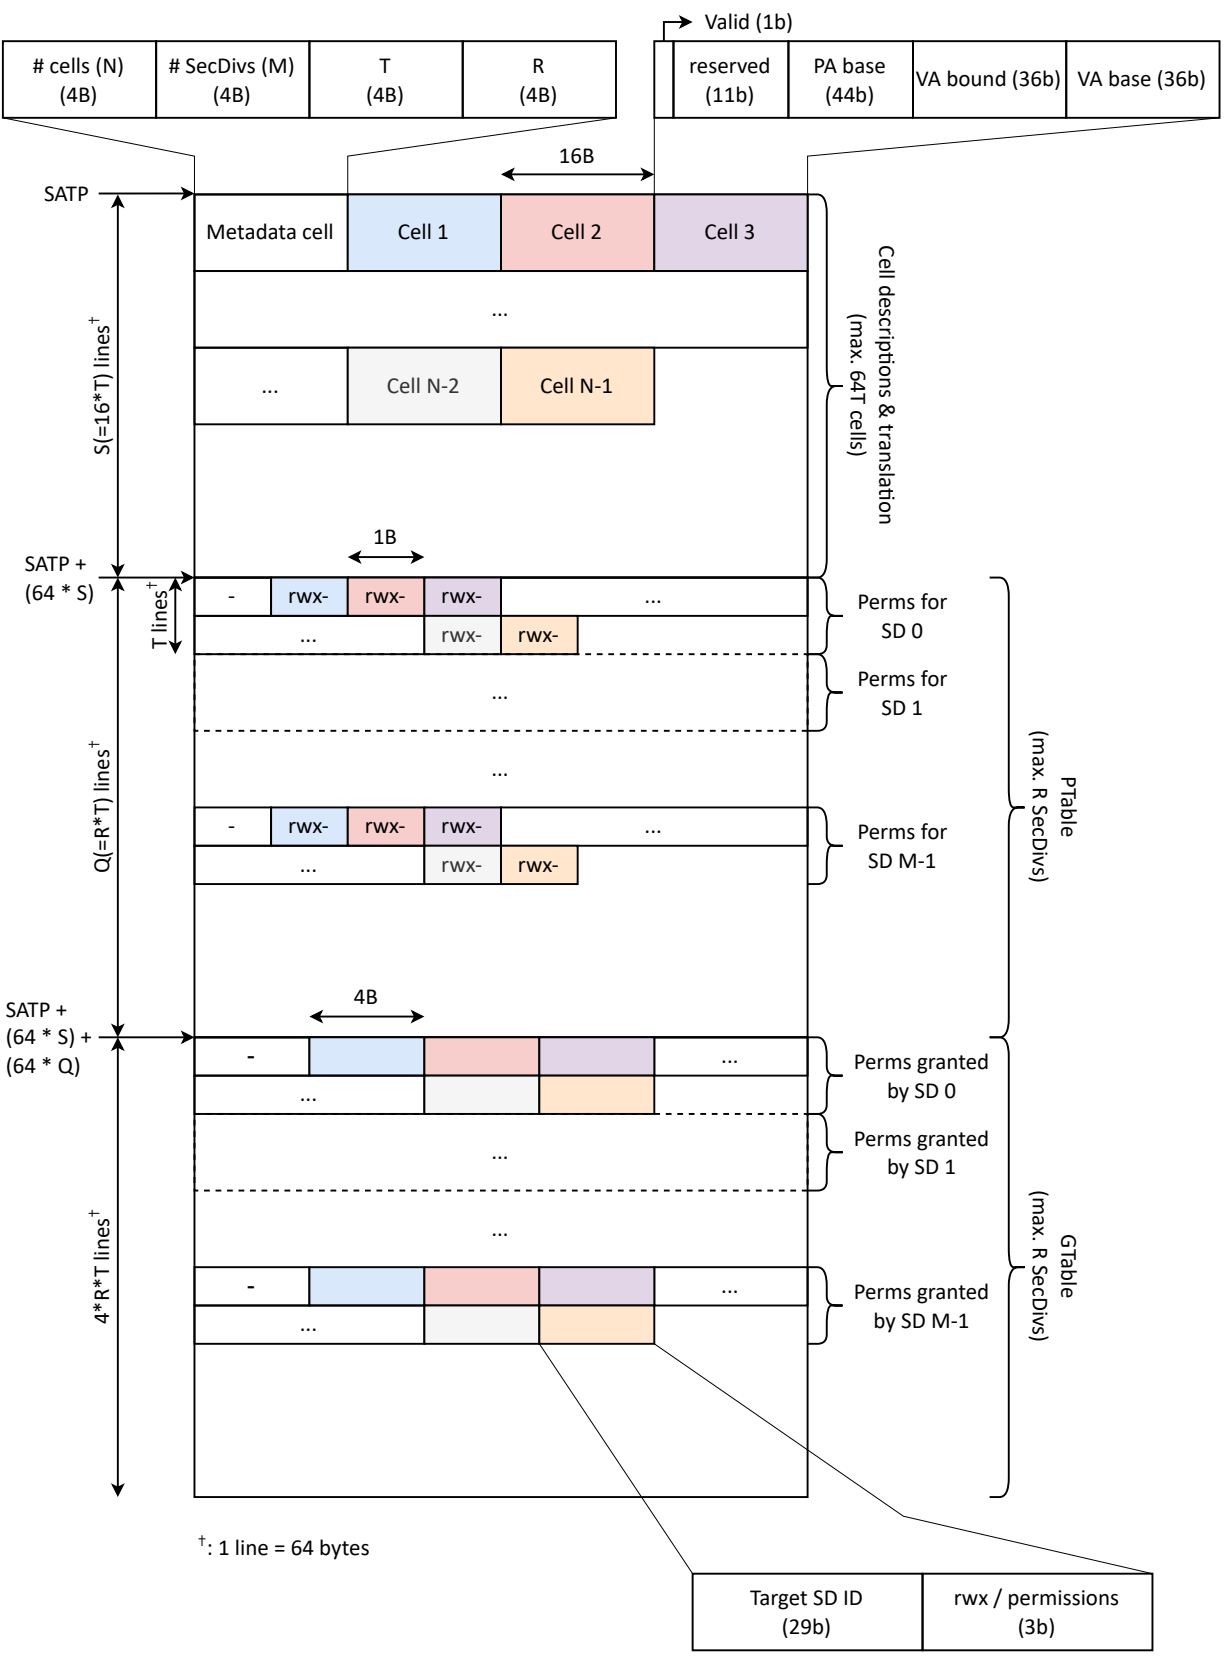 Valid (1b)
# cells (N)
(4B)
# SecDivs (M)
(4B)
T
(4B)
R
(4B)
reserved
(11b)
PA base
(44b)
VA bound (36b)
VA base (36b)
16B
SATP
Metadata cell
Cell 1
Cell 2
Cell 3
...
...
Cell N-2
Cell N-1
S(=16*T) lines†
Cell descriptions & translation
(max. 64T cells)
1B
SATP +
(64 * S)
T lines†
-
rwx-
rwx-
rwx-
...
...
rwx-
rwx-
Perms for
SD 0
...
Perms for
SD 1
...
Q(=R*T) lines†
-
rwx-
rwx-
rwx-
...
...
rwx-
rwx-
Perms for
SD M-1
PTable
(max. R SecDivs)
4B
SATP +
(64 * S) +
(64 * Q)
-
...
...
Perms granted
by SD 0
...
Perms granted
by SD 1
...
4*R*T lines†
-
...
...
Perms granted
by SD M-1
GTable
(max. R SecDivs)
†: 1 line = 64 bytes
Target SD ID
(29b)
rwx / permissions
(3b)